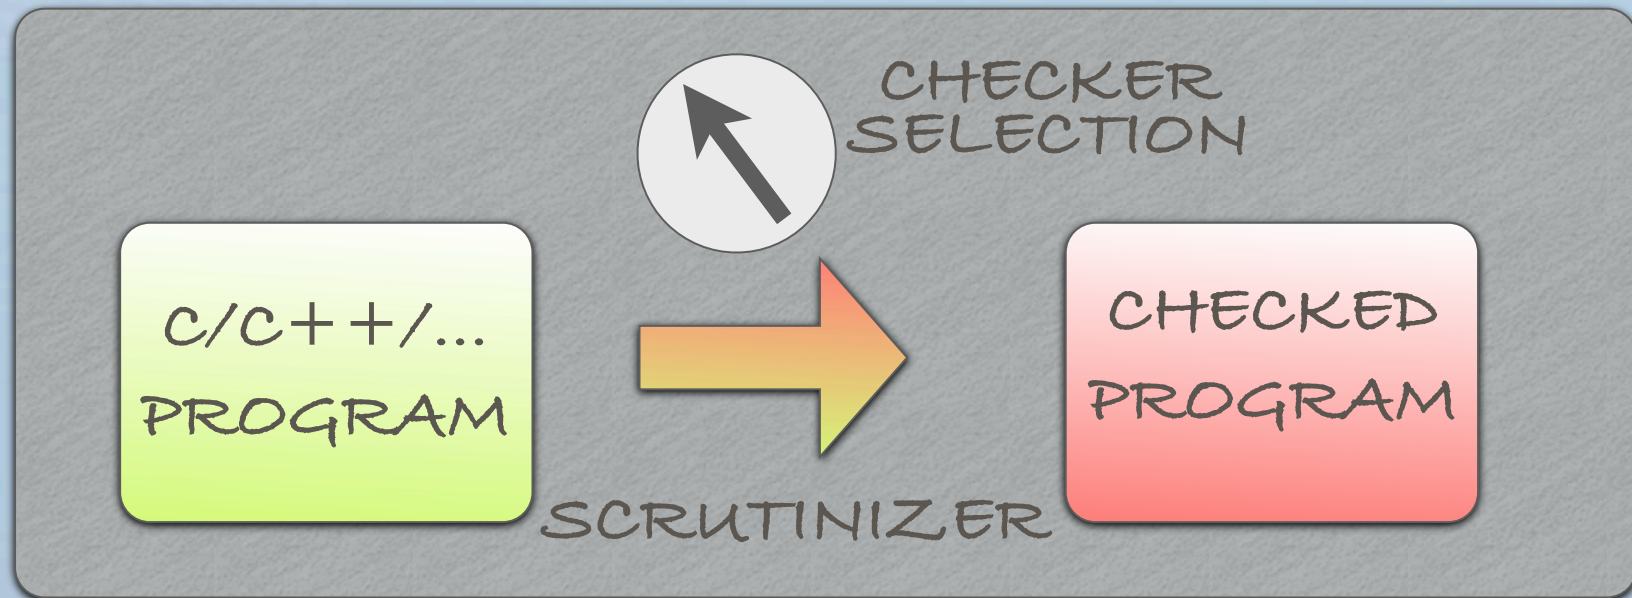 CHECKER
SELECTION
C/C++/...
PROGRAM
CHECKED
PROGRAM
SCRUTINIZER